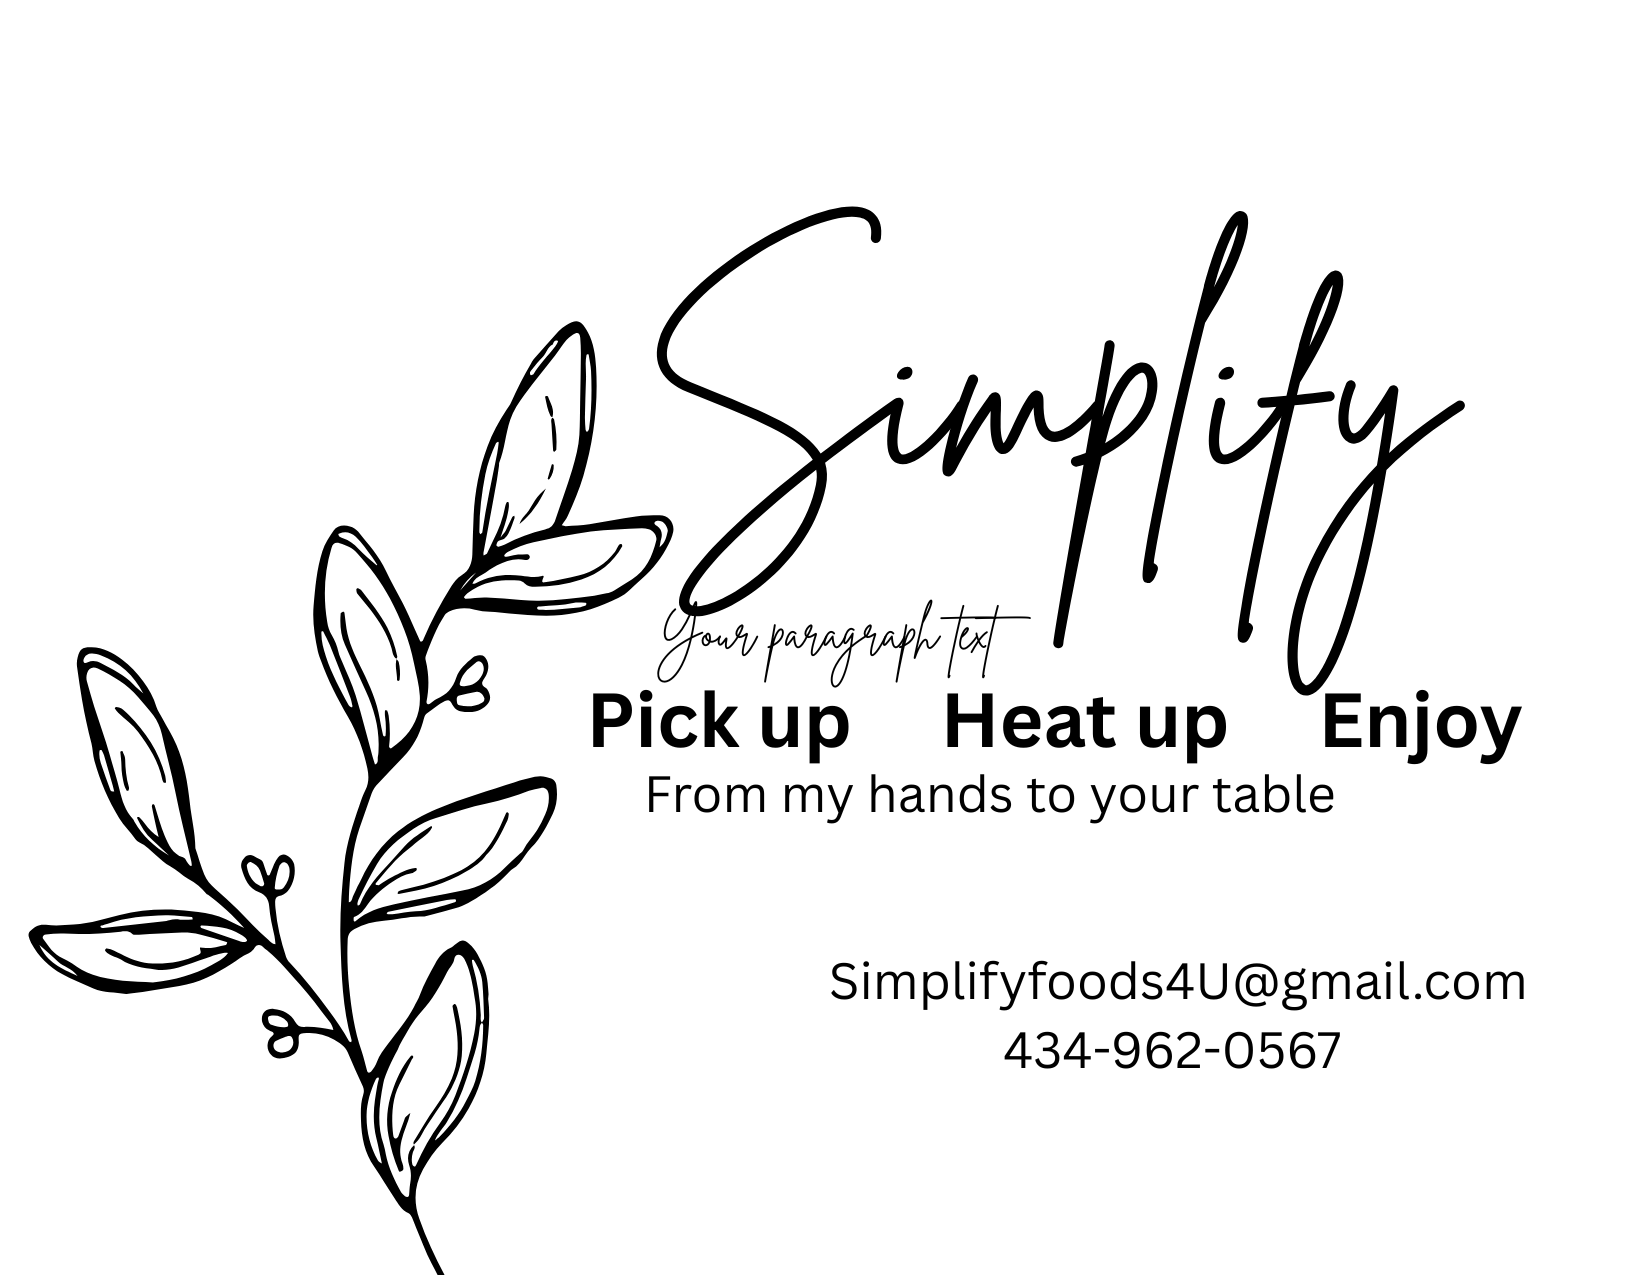 Simplify
Your paragraph text
Pick up Heat up Enjoy
From my hands to your table
Simplifyfoods4U@gmail.com
434-962-0567